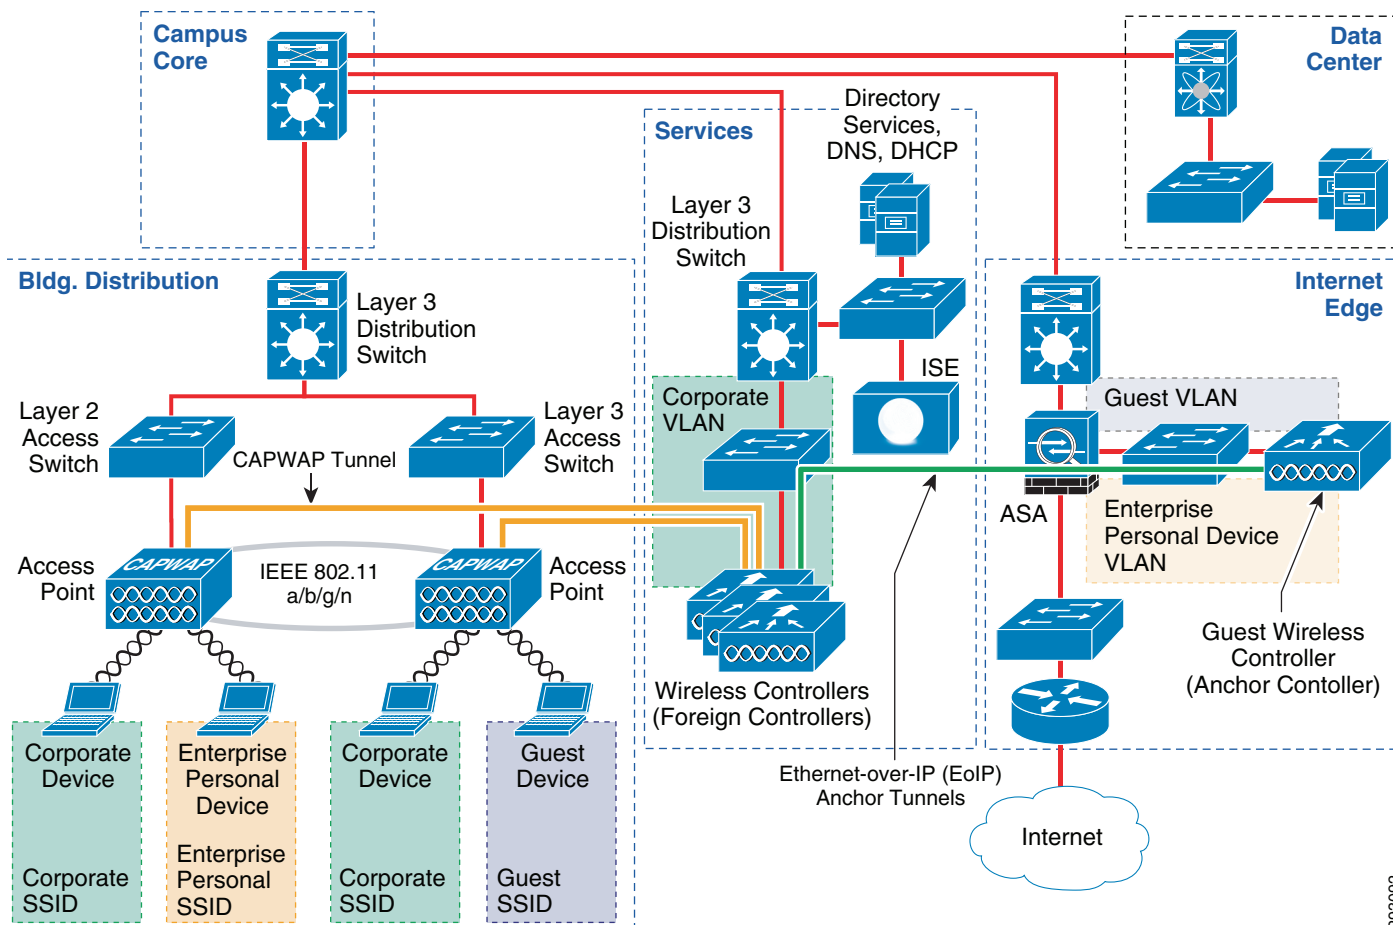 Campus
Core
Data
Center
Services
Directory
Services,
DNS, DHCP
Layer 3
Distribution
Switch
Bldg. Distribution
Layer 3
Distribution
Switch
Internet
Edge
ISE
Corporate
VLAN
Guest VLAN
Layer 2
Access
Switch
Layer 3
Access
Switch
CAPWAP Tunnel
ASA
Enterprise
Personal Device
VLAN
Access
Point
CAPWAP
IEEE 802.11
a/b/g/n
CAPWAP
Access
Point
Guest Wireless
Controller
(Anchor Contoller)
Wireless Controllers
(Foreign Controllers)
Corporate
Device
Enterprise
Personal
Device
Corporate
Device
Guest
Device
Ethernet-over-IP (EoIP)
Anchor Tunnels
Internet
Corporate
SSID
Enterprise
Personal
SSID
Corporate
SSID
Guest
SSID